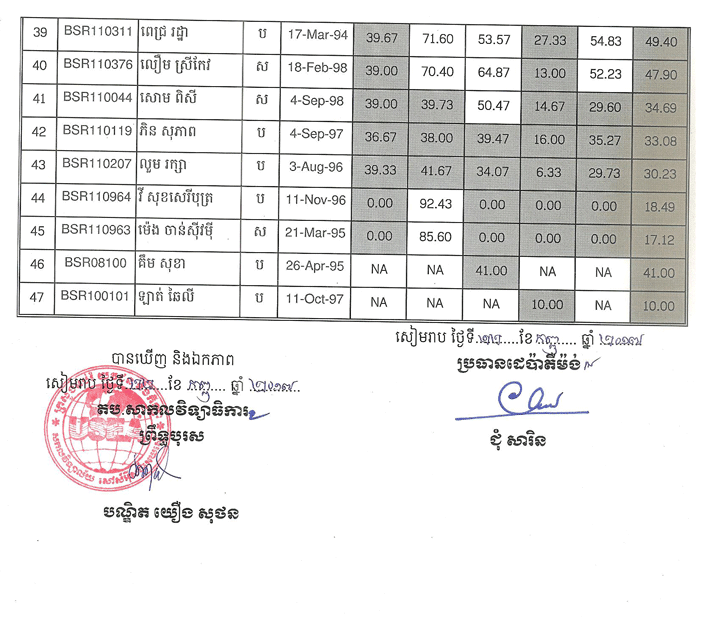 39 BSR110311 ពេជ្រ រដ្ឋា ប 17-Mar-94 39.67 71.60 53.57 27.33 54.83 49.40
40 BSR110376 លឿម ស្រីកែវ ស 18-Feb-98 39.00 70.40 64.87 13.00 52.23 47.90
41 BSR110044 សោម ពិសី ស 4-Sep-98 39.00 39.73 50.47 14.67 29.60 34.69
42 BSR110119 ភិន សុភាព ប 4-Sep-97 36.67 38.00 39.47 16.00 35.27 33.08
43 BSR110207 លួម រក្សា ប 3-Aug-96 39.33 41.67 34.07 6.33 29.73 30.23
44 BSR110964 វី សុខសេរីបុត្រ ប 11-Nov-96 0.00 92.43 0.00 0.00 0.00 18.49
45 BSR110963 ម៉េង ចាន់ស៊ីវម៉ី ស 21-Mar-95 0.00 85.60 0.00 0.00 0.00 17.12
46 BSR08100 គឹម សុខា ប 26-Apr-95 NA NA 41.00 NA NA 41.00
47 BSR100101 ឡាត់ ឆៃលី ប 11-Oct-97 NA NA NA 10.00 NA 10.00
សៀមរាប ថ្ងៃទី.....ខែ កញ្ញា.... ឆ្នាំ ២០១៧
ប្រធានដេប៉ាតឺម៉ង់
ជុំ សារិន
បានឃើញ និងឯកភាព
សៀមរាប ថ្ងៃទី.....ខែ កញ្ញា.... ឆ្នាំ ២០១៧
តប.សាកលវិទ្យាធិការ
ព្រឹទ្ធបុរស
USEA
បណ្ឌិត យឿង សុថន